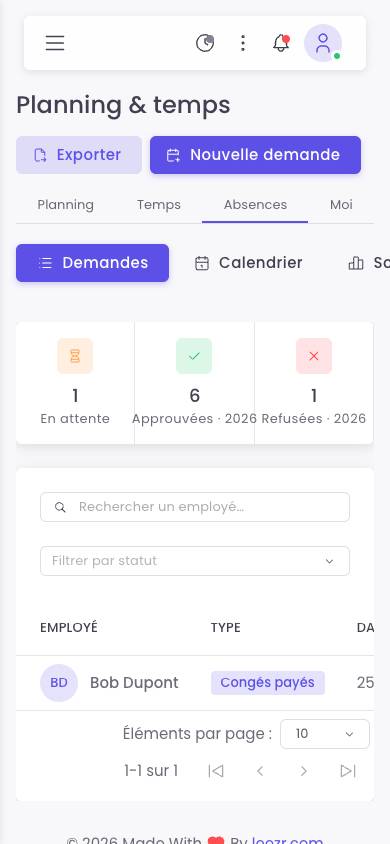 Planning & temps
Exporter Nouvelle demande
Planning Temps Absences Moi
Demandes Calendrier
1 6 1
En attente Approuvées · 2026 Refusées · 2026
Rechercher un employé...
Filtrer par statut
EMPLOYÉ TYPE
BD Bob Dupont Congés payés 25
Éléments par page : 10
1-1 sur 1
© 2026 Made With By leozr.com